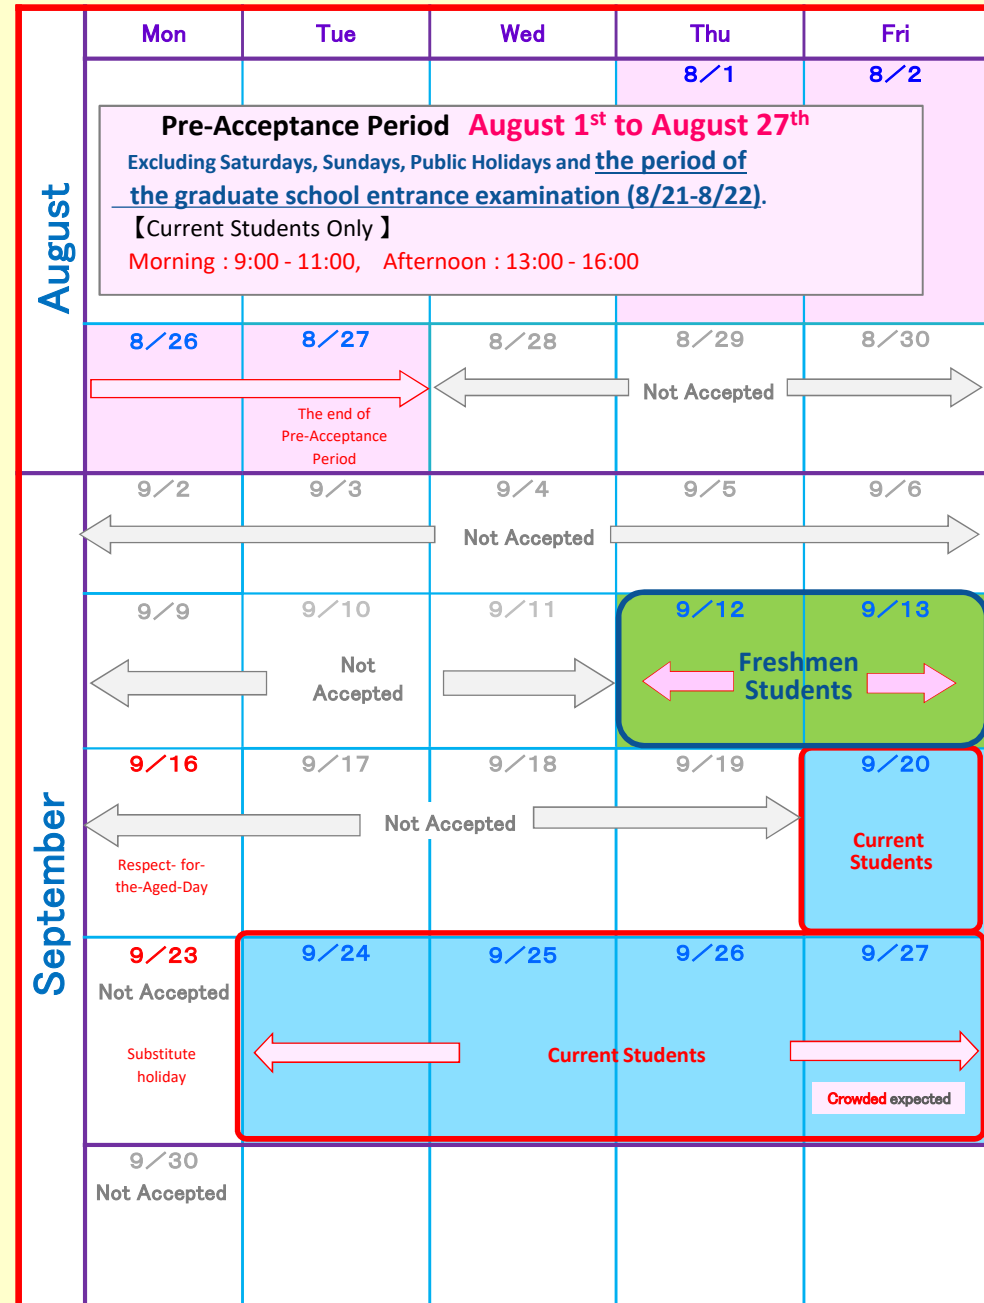 Mon Tue Wed Thu Fri
August
8／1 8／2
Pre-Acceptance Period August 1st to August 27th
Excluding Saturdays, Sundays, Public Holidays and the period of
the graduate school entrance examination (8/21-8/22).
【Current Students Only 】
Morning : 9:00 - 11:00, Afternoon : 13:00 - 16:00
8／26 8／27 8／28 8／29 8／30
Not Accepted
The end of
Pre-Acceptance
Period
September
9／2 9／3 9／4 9／5 9／6
Not Accepted
9／9 9／10 9／11 9／12 9／13
Not
Accepted
Freshmen
Students
9／16 9／17 9／18 9／19 9／20
Not Accepted
Respect- for-
the-Aged-Day
Current
Students
9／23 9／24 9／25 9／26 9／27
Not Accepted
Substitute
holiday
Current Students
Crowded expected
9／30
Not Accepted